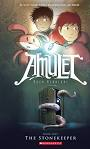 AMULET
KAZU KIBUISHI
BOOK ONE
THE STONEKEEPER
SCHOLASTIC